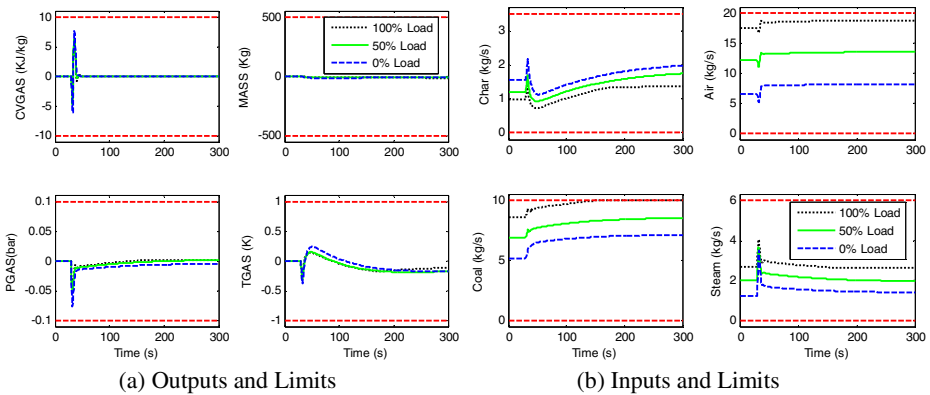 CVGAS (KJ/kg)
10
5
0
-5
-10
0 100 200 300
MASS (Kg)
500
0
-500
0 100 200 300
100% Load
50% Load
0% Load
Char (kg/s)
3
2
1
0
0 100 200 300
Air (kg/s)
20
15
10
5
0
0 100 200 300
PGAS(bar)
0.1
0.05
0
-0.05
-0.1
0 100 200 300
Time (s)
TGAS (K)
1
0.5
0
-0.5
-1
0 100 200 300
Time (s)
Coal (kg/s)
10
5
0
0 100 200 300
Time (s)
Steam (kg/s)
6
4
2
0
0 100 200 300
Time (s)
100% Load
50% Load
0% Load
(a) Outputs and Limits
(b) Inputs and Limits